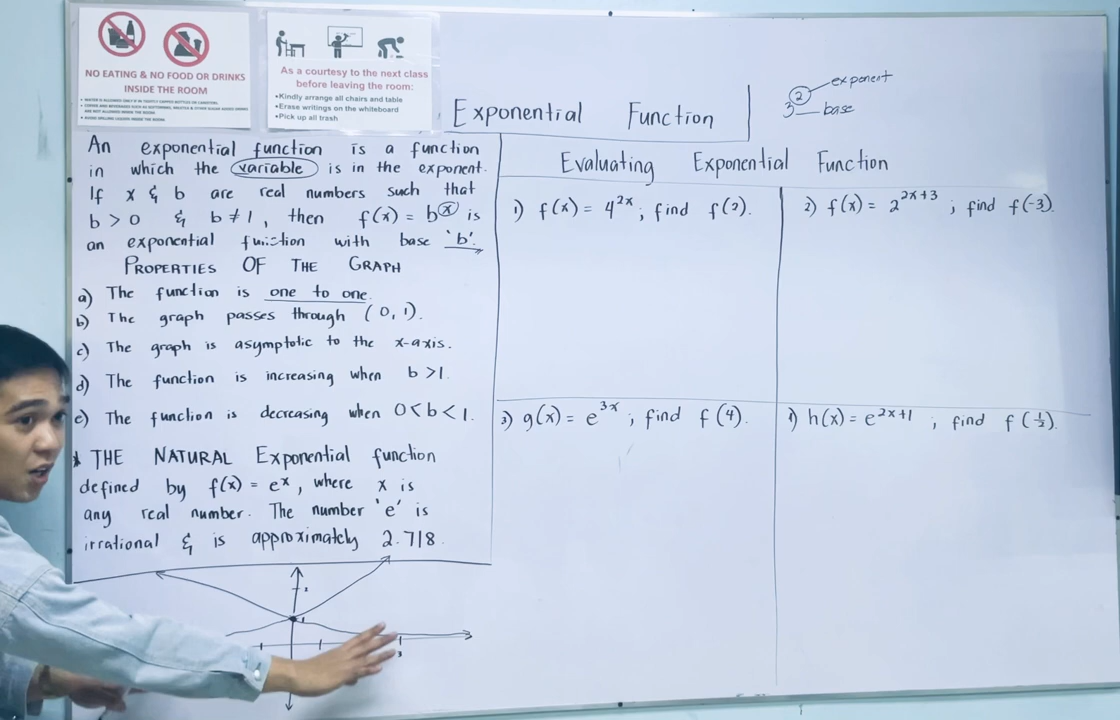 NO EATING & NO FOOD OR DRINKS
INSIDE THE ROOM
As a courtesy to the next class
before leaving the room:
•Kindly arrange all chairs and table
•Erase writings on the whiteboard
•Pick up all trash
Exponential Function
2 exponent
3 base
An exponential function is a function
in which the variable is in the exponent.
If x & b are real numbers such that
b > 0 & b ≠ 1, then f(x) = bˣ is
an exponential function with base 'b'.
PROPERTIES OF THE GRAPH
a) The function is one to one.
b) The graph passes through (0, 1).
c) The graph is asymptotic to the x-axis.
d) The function is increasing when b > 1.
e) The function is decreasing when 0 < b < 1.
* THE NATURAL Exponential function
defined by f(x) = eˣ, where x is
any real number. The number 'e' is
irrational & is approximately 2.718.
2
1
3
Evaluating Exponential Function
1) f(x) = 4²ˣ ; find f(2).
2) f(x) = 2²ˣ⁺³ ; find f(-3).
3) g(x) = e³ˣ ; find f(4).
h(x) = e²ˣ⁺¹ ; find f(½).